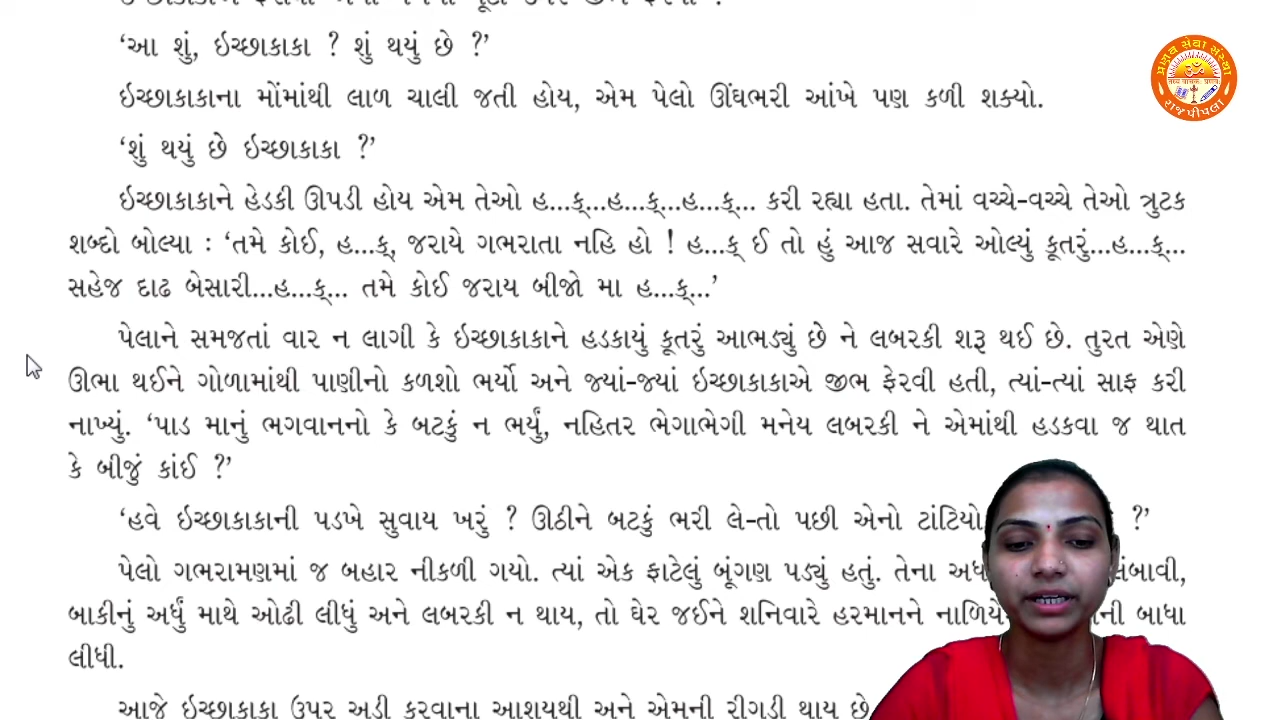 'આ શું, ઇચ્છાકાકા ? શું થયું છે ?'
ઇચ્છાકાકાના મોંમાંથી લાળ ચાલી જતી હોય, એમ પેલો ઊંઘભરી આંખે પણ કળી શક્યો.
'શું થયું છે ઇચ્છાકાકા ?'
ઇચ્છાકાકાને હેડકી ઊપડી હોય એમ તેઓ હ...ક્...હ...ક્...હ...ક્... કરી રહ્યા હતા. તેમાં વચ્ચે-વચ્ચે તેઓ ત્રુટક
શબ્દો બોલ્યા : 'તમે કોઈ, હ...ક્, જરાયે ગભરાતા નહિ હો ! હ...ક્ ઈ તો હું આજ સવારે ઓલ્યું કૂતરું...હ...ક્...
સહેજ દાઢ બેસારી...હ...ક્... તમે કોઈ જરાય બીજો મા હ...ક્...'
પેલાને સમજતાં વાર ન લાગી કે ઇચ્છાકાકાને હડકાયું કૂતરું આભડ્યું છે ને લબરકી શરૂ થઈ છે. તુરત એણે
ઊભા થઈને ગોળામાંથી પાણીનો કળશો ભર્યો અને જ્યાં-જ્યાં ઇચ્છાકાકાએ જીભ ફેરવી હતી, ત્યાં-ત્યાં સાફ કરી
નાખ્યું. 'પાડ માનું ભગવાનનો કે બટકું ન ભર્યું, નહિતર ભેગાભેગી મનેય લબરકી ને એમાંથી હડકવા જ થાત
કે બીજું કાંઈ ?'
'હવે ઇચ્છાકાકાની પડખે સુવાય ખરું ? ઊઠીને બટકું ભરી લે-તો પછી એનો ટાંટિયો ?'
પેલો ગભરામણમાં જ બહાર નીકળી ગયો. ત્યાં એક ફાટેલું બૂંગણ પડ્યું હતું. તેના લંબાવી,
બાકીનું અર્ધું માથે ઓઢી લીધું અને લબરકી ન થાય, તો ઘેર જઈને શનિવારે હરમાનને બાધા
લીધી.
આજે ઇચ્છાકાકા ઉપર અડી કરવાના આશયથી અને એમની રીગડી થાય છે
પ્રણવ સેવા સંસ્થા
રાજપીપલા